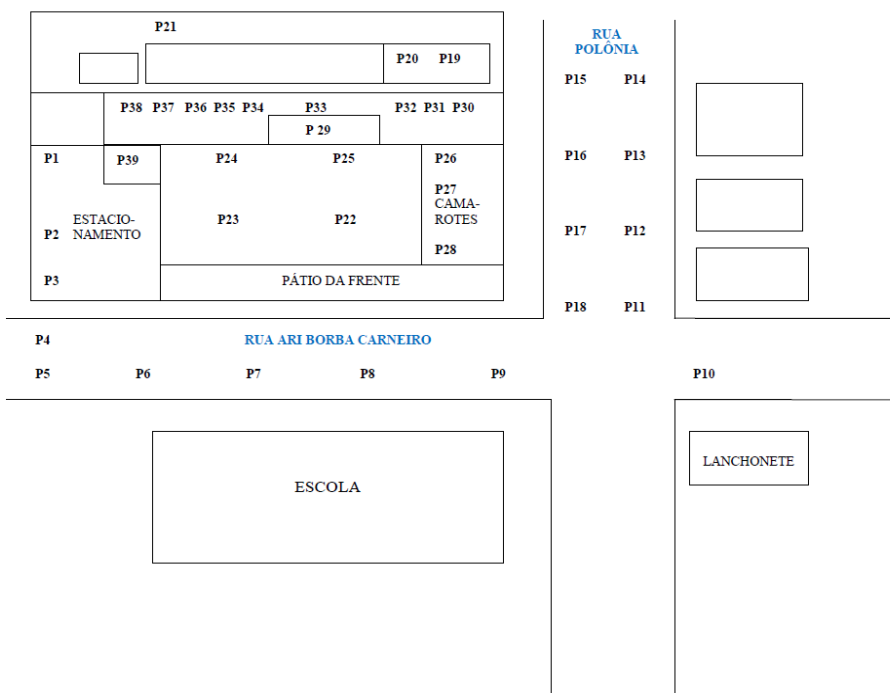 P21
RUA
POLÔNIA
P20 P19
P15 P14
P38 P37 P36 P35 P34 P33 P32 P31 P30
P 29
P1 P39 P24 P25 P26
P16 P13
P27
CAMA-
ROTES
ESTACIO-
NAMENTO
P2
P23 P22
P17 P12
P28
P3 PÁTIO DA FRENTE
P18 P11
P4 RUA ARI BORBA CARNEIRO
P5 P6 P7 P8 P9 P10
LANCHONETE
ESCOLA